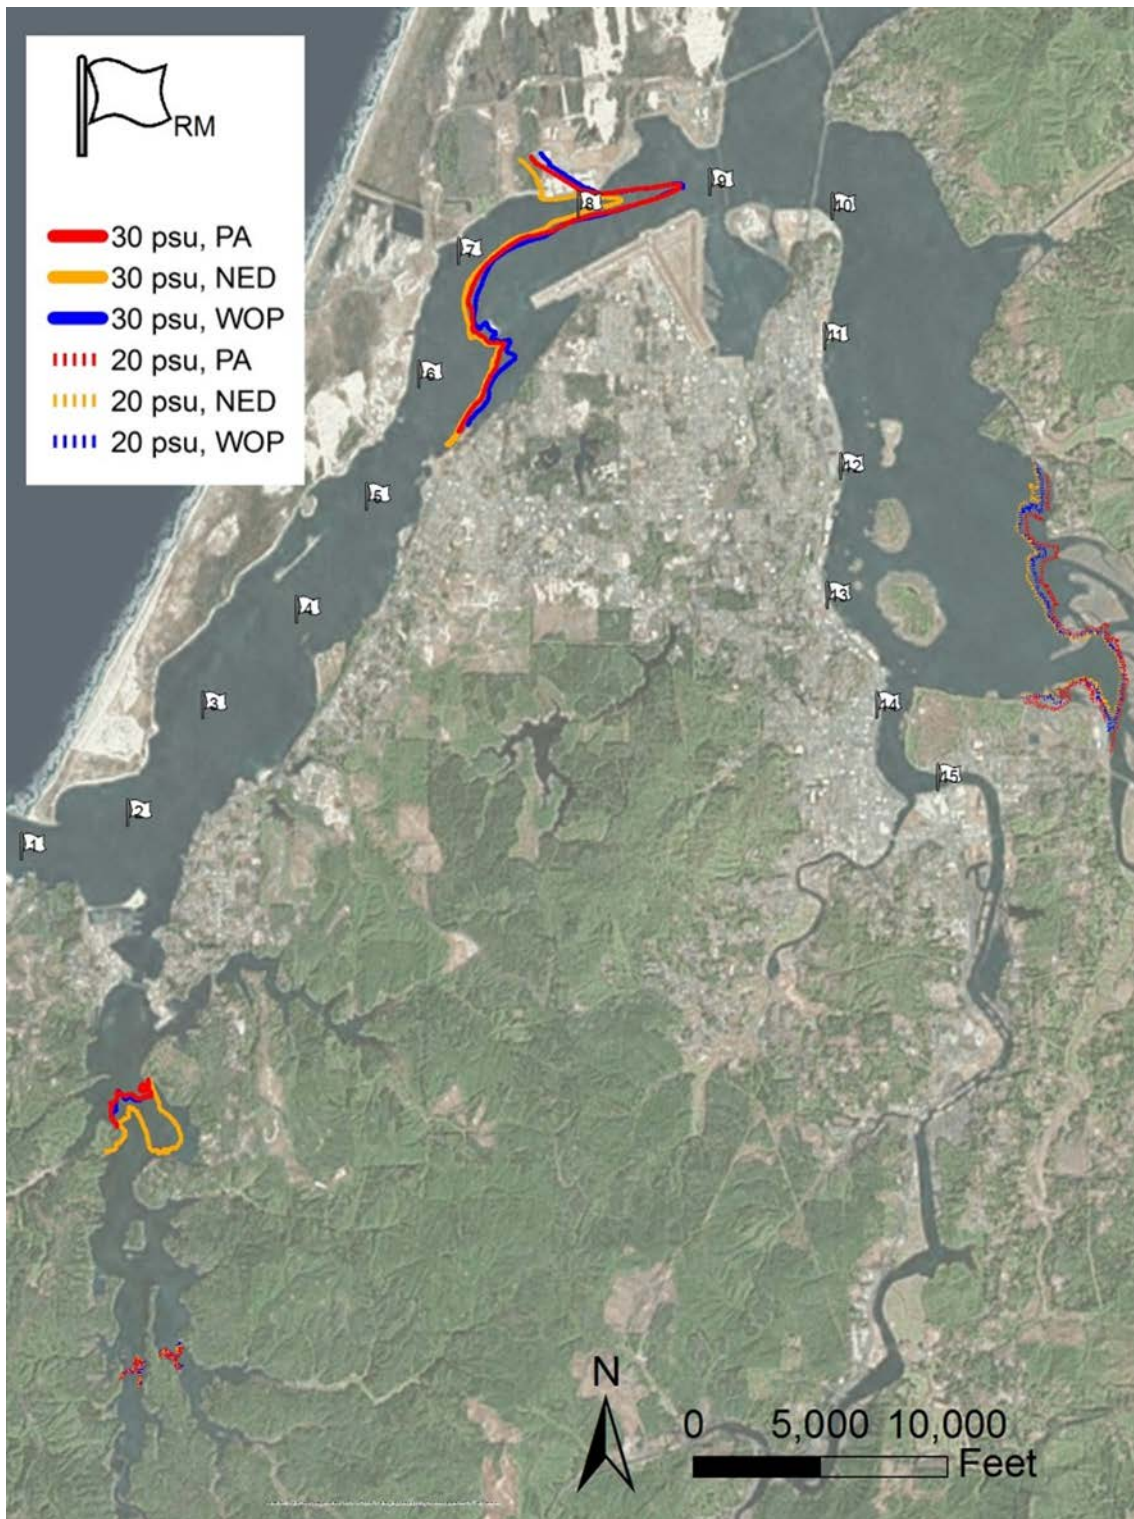 RM
30 psu, PA
30 psu, NED
30 psu, WOP
20 psu, PA
20 psu, NED
20 psu, WOP
9
8
10
7
11
6
12
5
13
4
3
14
15
2
1
N
0 5,000 10,000
Feet